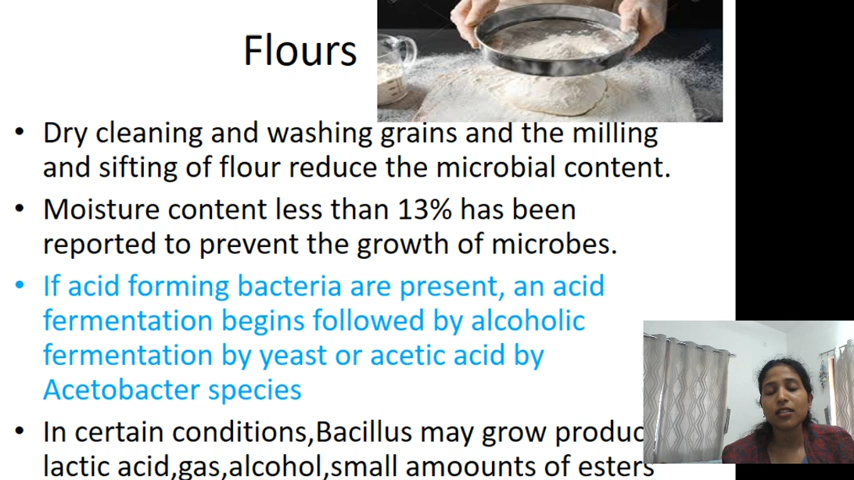 Flours
• Dry cleaning and washing grains and the milling
and sifting of flour reduce the microbial content.
• Moisture content less than 13% has been
reported to prevent the growth of microbes.
• If acid forming bacteria are present, an acid
fermentation begins followed by alcoholic
fermentation by yeast or acetic acid by
Acetobacter species
• In certain conditions,Bacillus may grow produc
lactic acid,gas,alcohol,small amoounts of esters